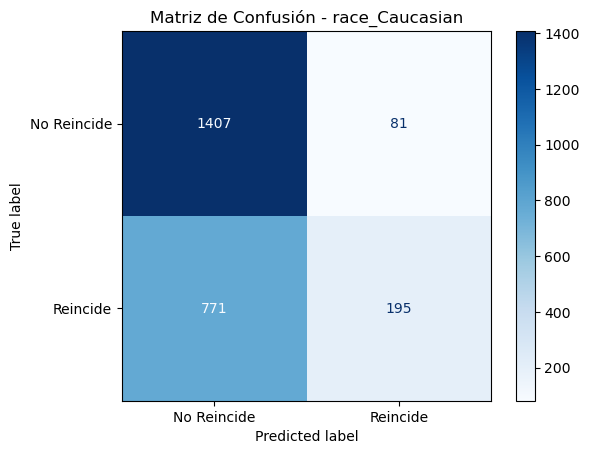 Matriz de Confusión - race_Caucasian
True label
No Reincide
Reincide
1407
81
771
195
No Reincide
Reincide
Predicted label
1400
1200
1000
800
600
400
200